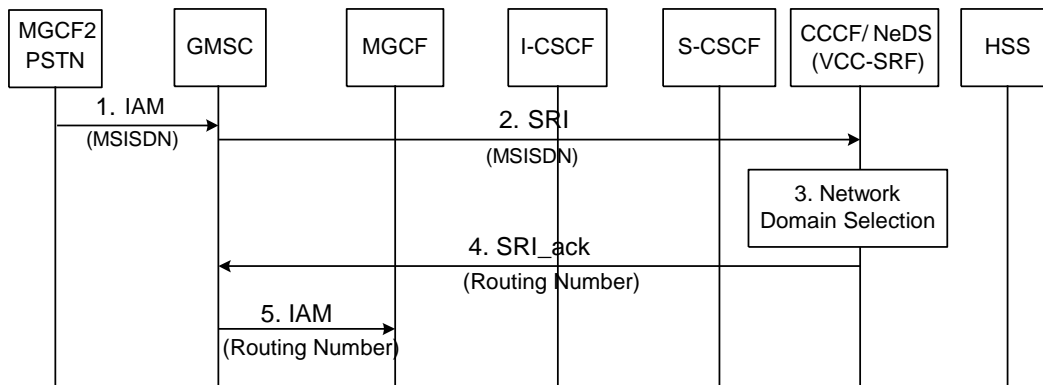 MGCF2
PSTN
GMSC
MGCF
I-CSCF
S-CSCF
CCCF/ NeDS
(VCC-SRF)
HSS
1. IAM
(MSISDN)
2. SRI
(MSISDN)
3. Network
Domain Selection
4. SRI_ack
(Routing Number)
5. IAM
(Routing Number)